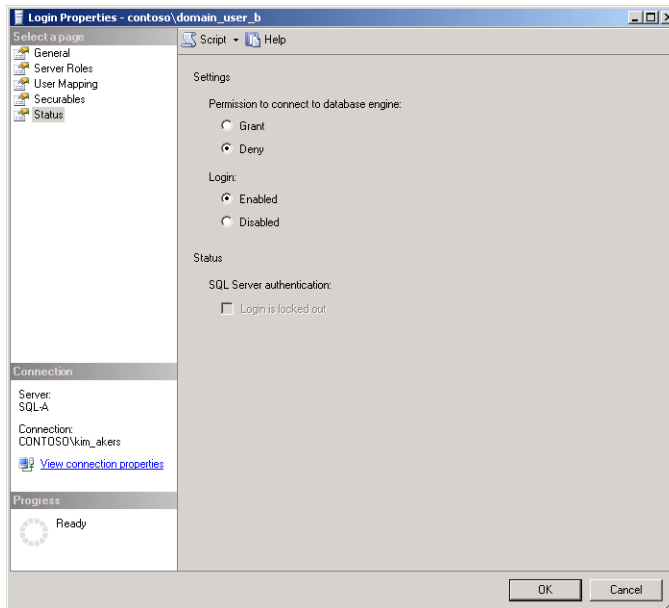 Login Properties - contoso\domain_user_b
Select a page
General
Server Roles
User Mapping
Securables
Status
Script
Help
Settings
Permission to connect to database engine:
Grant
Deny
Login:
Enabled
Disabled
Status
SQL Server authentication:
Login is locked out
Connection
Server:
SQL-A
Connection:
CONTOSO\kim_akers
View connection properties
Progress
Ready
OK
Cancel